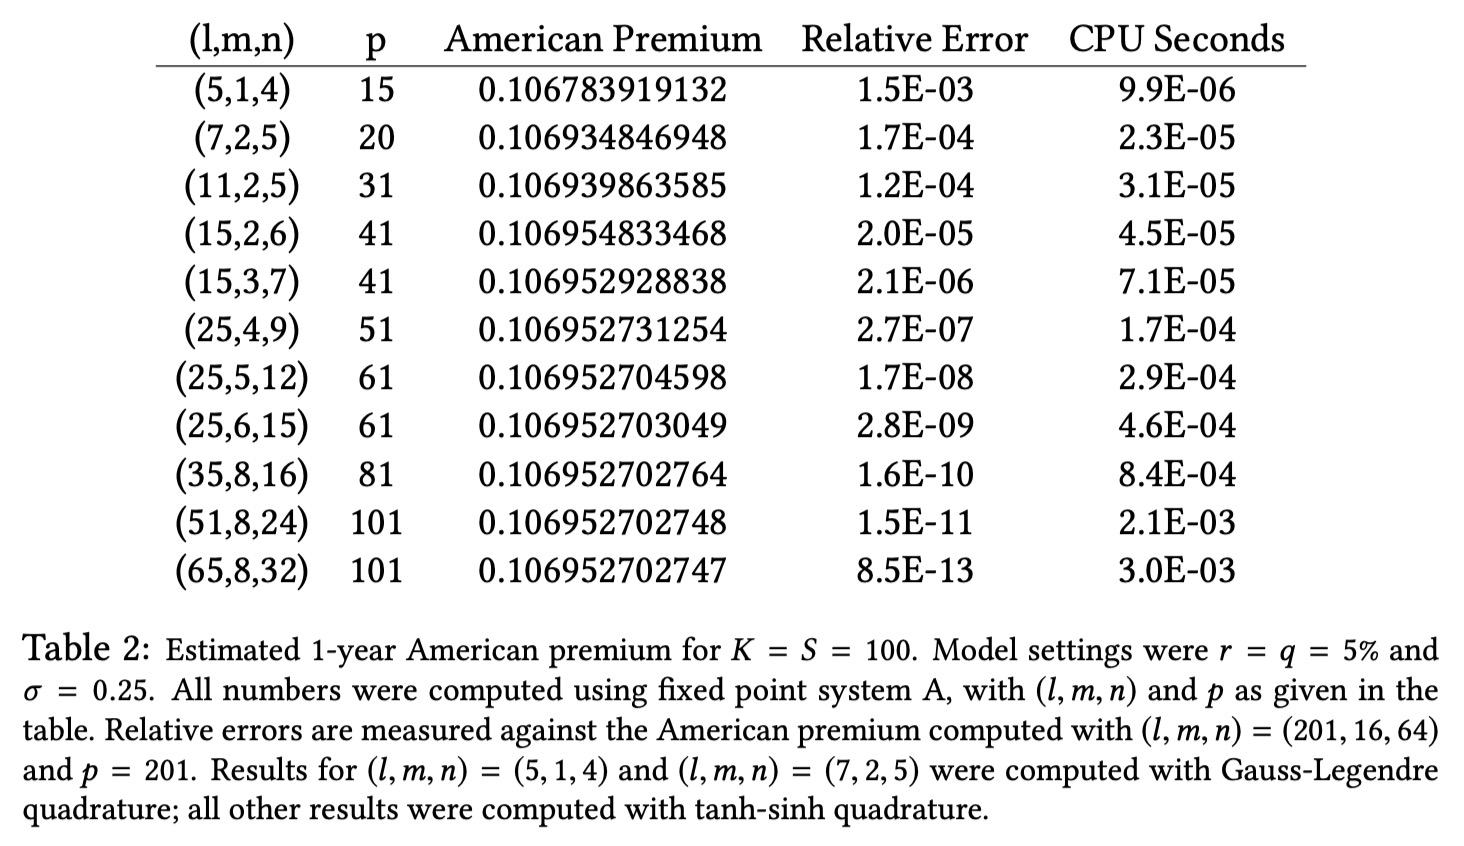 (l,m,n) p American Premium Relative Error CPU Seconds
(5,1,4) 15 0.106783919132 1.5E-03 9.9E-06
(7,2,5) 20 0.106934846948 1.7E-04 2.3E-05
(11,2,5) 31 0.106939863585 1.2E-04 3.1E-05
(15,2,6) 41 0.106954833468 2.0E-05 4.5E-05
(15,3,7) 41 0.106952928838 2.1E-06 7.1E-05
(25,4,9) 51 0.106952731254 2.7E-07 1.7E-04
(25,5,12) 61 0.106952704598 1.7E-08 2.9E-04
(25,6,15) 61 0.106952703049 2.8E-09 4.6E-04
(35,8,16) 81 0.106952702764 1.6E-10 8.4E-04
(51,8,24) 101 0.106952702748 1.5E-11 2.1E-03
(65,8,32) 101 0.106952702747 8.5E-13 3.0E-03
Table 2: Estimated 1-year American premium for K = S = 100. Model settings were r = q = 5% and
σ = 0.25. All numbers were computed using fixed point system A, with (l, m, n) and p as given in the
table. Relative errors are measured against the American premium computed with (l, m, n) = (201, 16, 64)
and p = 201. Results for (l, m, n) = (5, 1, 4) and (l, m, n) = (7, 2, 5) were computed with Gauss-Legendre
quadrature; all other results were computed with tanh-sinh quadrature.